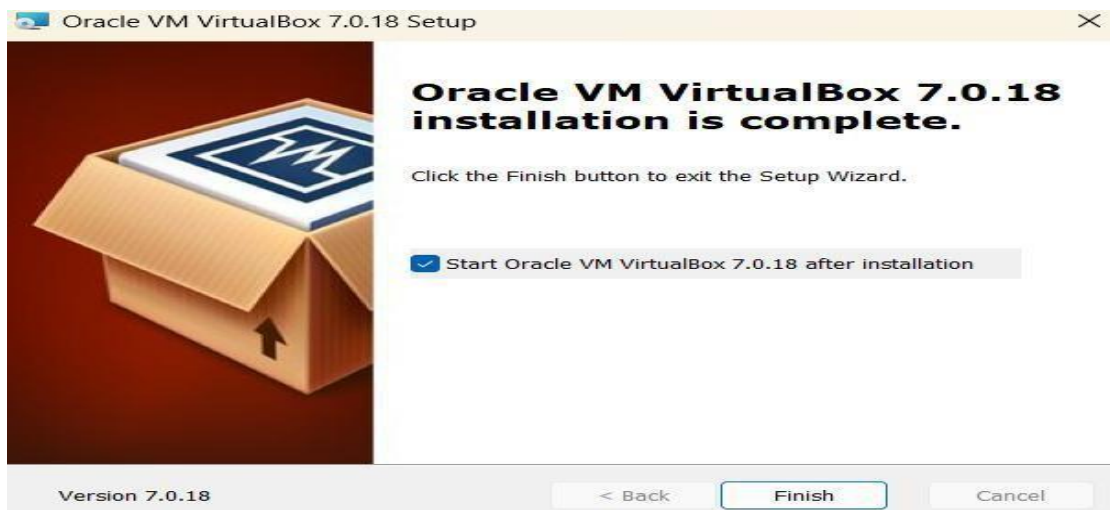 Oracle VM VirtualBox 7.0.18 Setup
Oracle VM VirtualBox 7.0.18
installation is complete.
Click the Finish button to exit the Setup Wizard.
Start Oracle VM VirtualBox 7.0.18 after installation
Version 7.0.18
< Back
Finish
Cancel